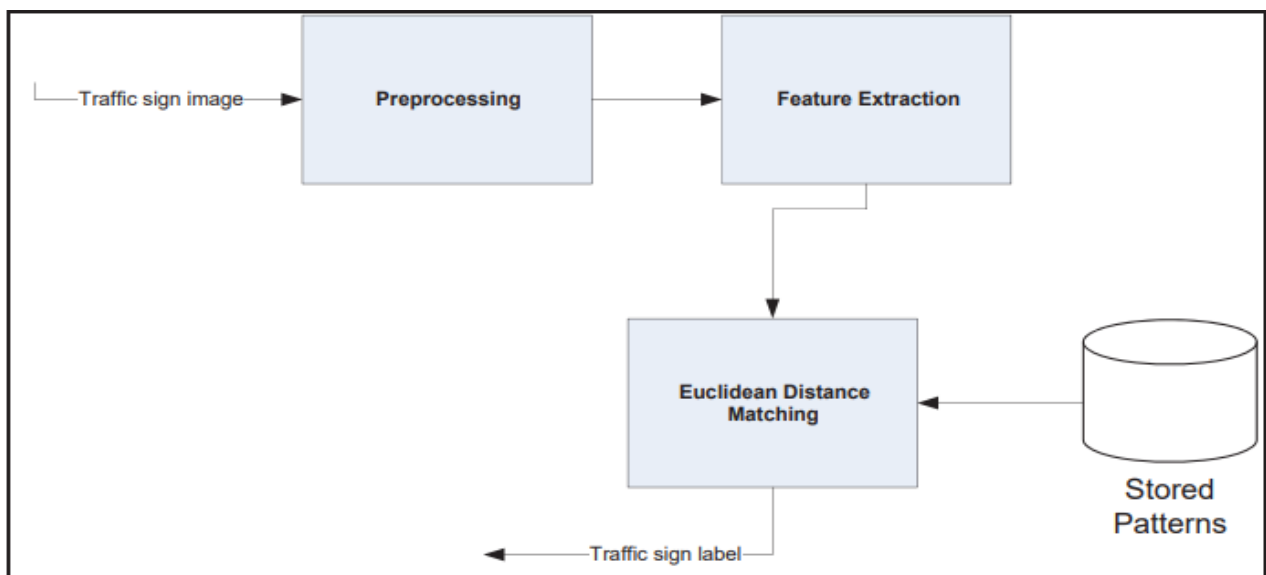 Traffic sign image
Preprocessing
Feature Extraction
Euclidean Distance
Matching
Stored
Patterns
Traffic sign label